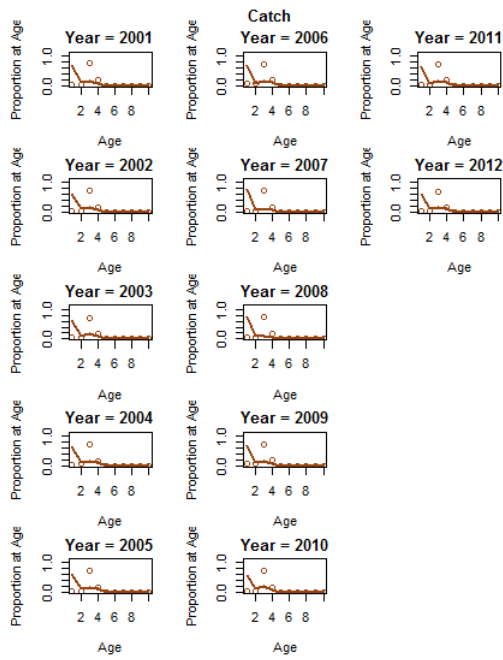 Catch
Year = 2001
Proportion at Age
0.0 1.0
2 4 6 8
Age
Year = 2006
Proportion at Age
0.0 1.0
2 4 6 8
Age
Year = 2011
Proportion at Age
0.0 1.0
2 4 6 8
Age
Year = 2002
Proportion at Age
0.0 1.0
2 4 6 8
Age
Year = 2007
Proportion at Age
0.0 1.0
2 4 6 8
Age
Year = 2012
Proportion at Age
0.0 1.0
2 4 6 8
Age
Year = 2003
Proportion at Age
0.0 1.0
2 4 6 8
Age
Year = 2008
Proportion at Age
0.0 1.0
2 4 6 8
Age
Year = 2004
Proportion at Age
0.0 1.0
2 4 6 8
Age
Year = 2009
Proportion at Age
0.0 1.0
2 4 6 8
Age
Year = 2005
Proportion at Age
0.0 1.0
2 4 6 8
Age
Year = 2010
Proportion at Age
0.0 1.0
2 4 6 8
Age